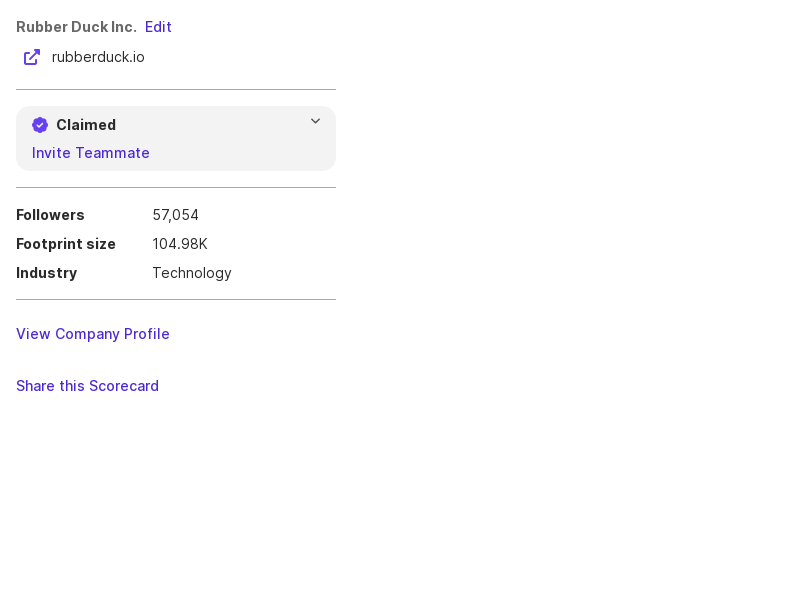 Rubber Duck Inc. Edit
rubberduck.io
Claimed
Invite Teammate
Followers 57,054
Footprint size 104.98K
Industry Technology
View Company Profile
Share this Scorecard